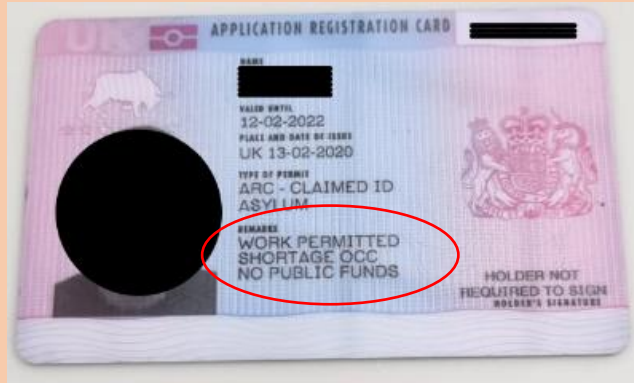 UK
APPLICATION REGISTRATION CARD
NAME
VALID UNTIL
12-02-2022
PLACE AND DATE OF ISSUE
UK 13-02-2020
TYPE OF PERMIT
ARC - CLAIMED ID
ASYLUM
REMARKS
WORK PERMITTED
SHORTAGE OCC
NO PUBLIC FUNDS
HOLDER NOT
REQUIRED TO SIGN
HOLDER'S SIGNATURE